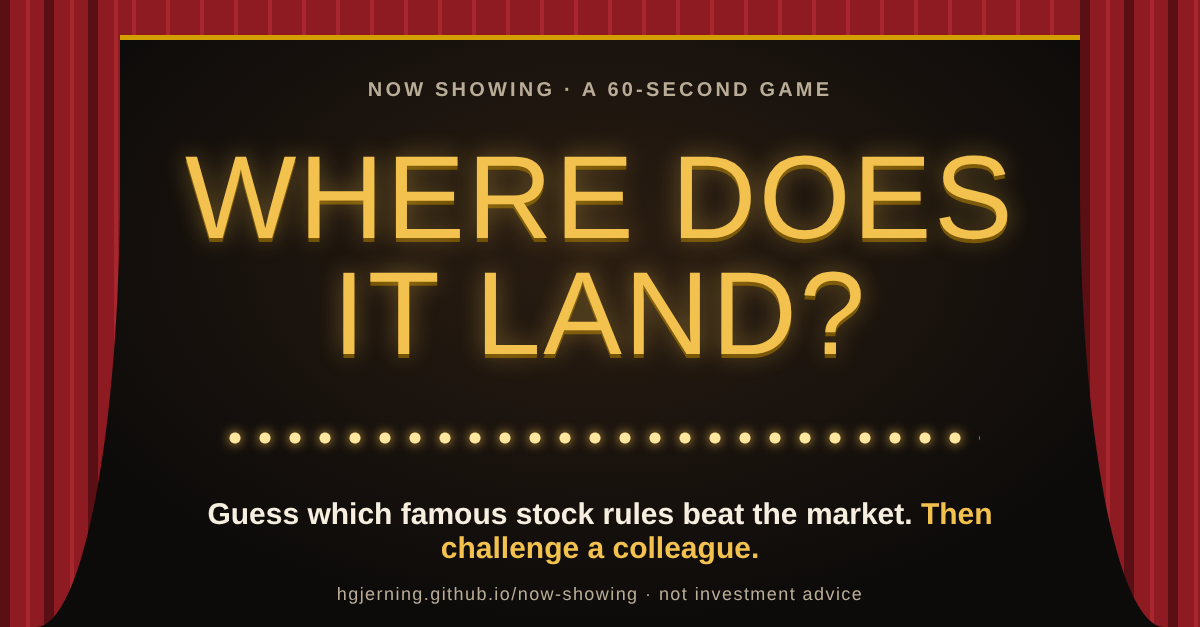 NOW SHOWING · A 60-SECOND GAME
WHERE DOES
IT LAND?
Guess which famous stock rules beat the market. Then
challenge a colleague.
hgjerning.github.io/now-showing · not investment advice